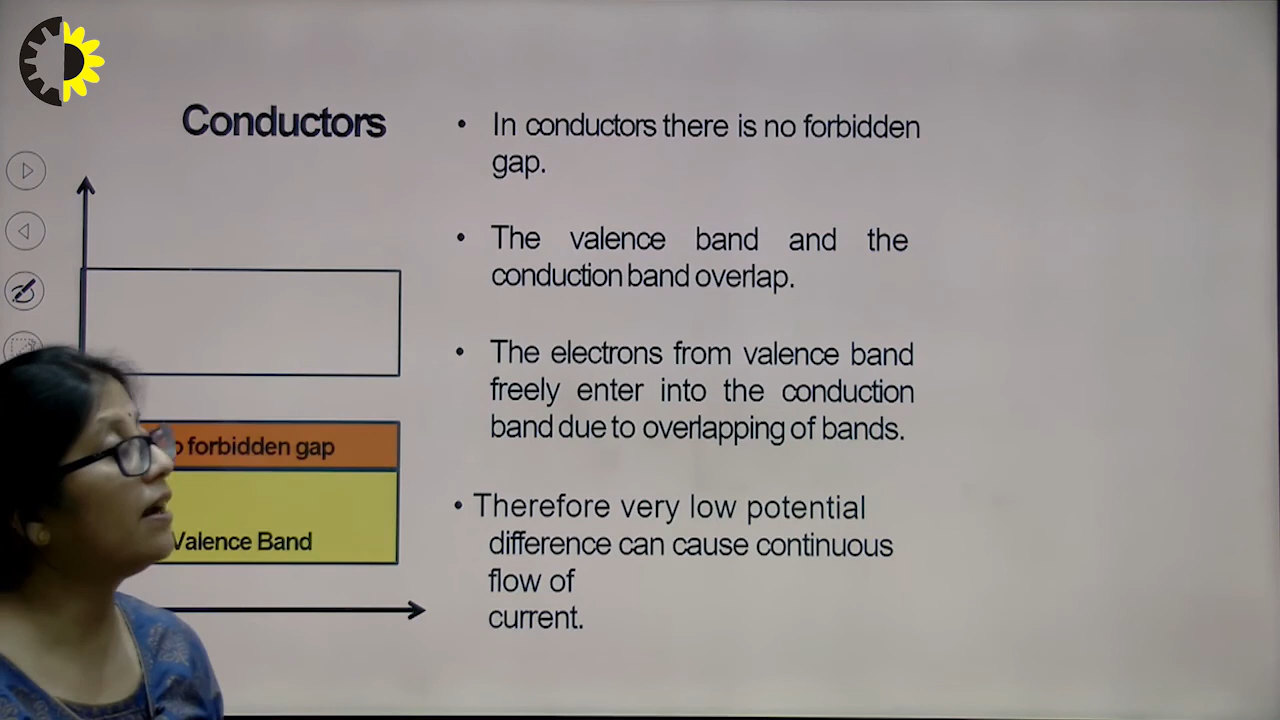 Conductors
• In conductors there is no forbidden
gap.
• The valence band and the
conduction band overlap.
• The electrons from valence band
freely enter into the conduction
band due to overlapping of bands.
• Therefore very low potential
difference can cause continuous
flow of
current.
forbidden gap
Valence Band